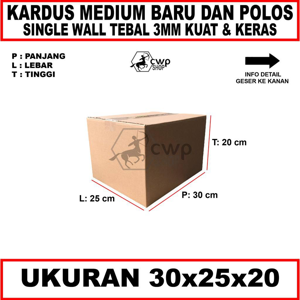 KARDUS MEDIUM BARU DAN POLOS
SINGLE WALL TEBAL 3MM KUAT & KERAS
P : PANJANG
L : LEBAR
T : TINGGI
cwp
SHOP
INFO DETAIL
GESER KE KANAN
T: 20 cm
cwp
L: 25 cm
P: 30 cm
UKURAN 30x25x20